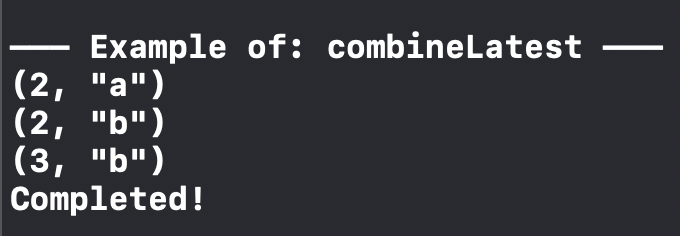 ——— Example of: combineLatest ———
(2, "a")
(2, "b")
(3, "b")
Completed!